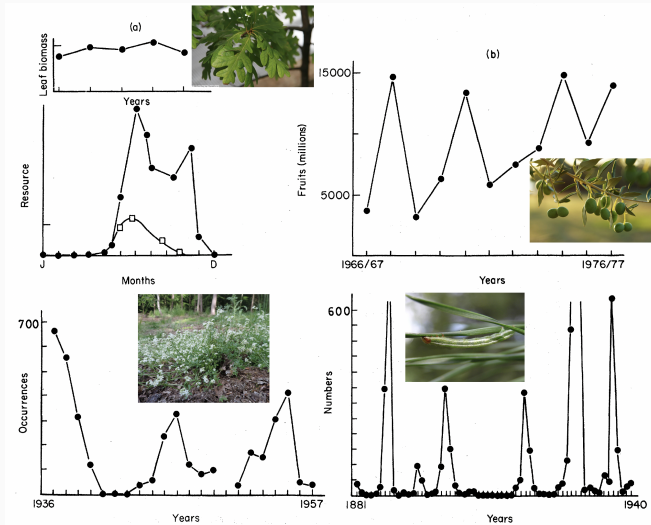 (a)
Leaf biomass
Years
Resource
J
D
Months
(b)
15000
5000
Fruits (millions)
1966/67
1976/77
Years
700
Occurrences
1936
1957
Years
600
Numbers
1881
1940
Years